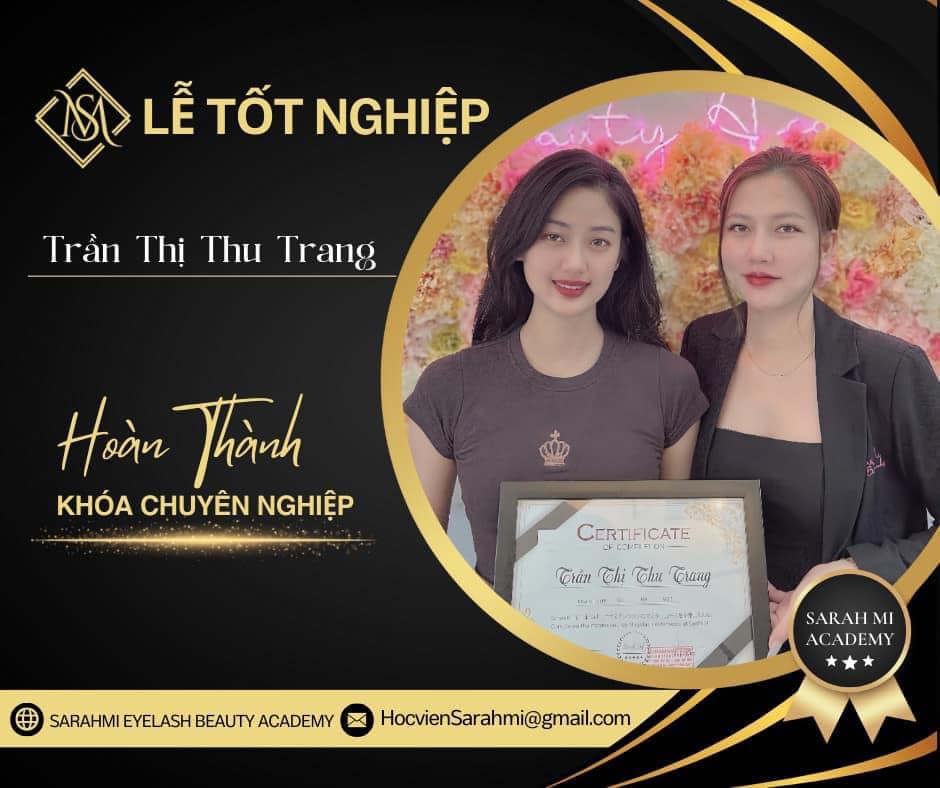 SM
LỄ TỐT NGHIỆP
Trần Thị Thu Trang
Hoàn Thành
KHÓA CHUYÊN NGHIỆP
CERTIFICATE
OF COMPLETION
Trần Thị Thu Trang
SARAH MI
ACADEMY
SARAHMI EYELASH BEAUTY ACADEMY
HocvienSarahmi@gmail.com